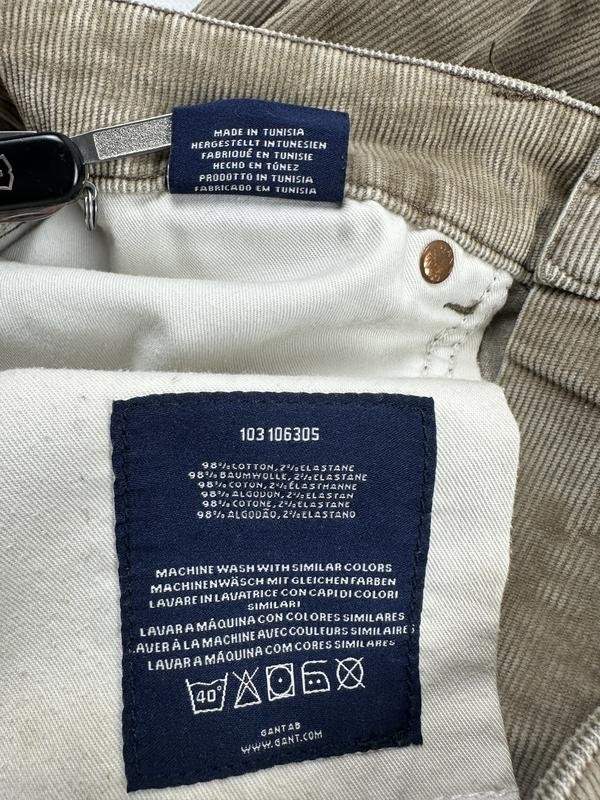 MADE IN TUNISIA
HERGESTELLT IN TUNESIEN
FABRIQUÉ EN TUNISIE
HECHO EN TÚNEZ
PRODOTTO IN TUNISIA
FABRICADO EM TUNISIA
103106305
98% COTTON, 2% ELASTANE
98% BAUMWOLLE, 2% ELASTANE
98% COTON, 2% ÉLASTHANNE
98% ALGODON, 2% ELASTAN
98% COTONE, 2% ELASTANE
98% ALGODÃO, 2% ELASTANO
MACHINE WASH WITH SIMILAR COLORS
MACHINENWÄSCH MIT GLEICHEN FARBEN
LAVARE IN LAVATRICE CON CAPI DI COLORI
SIMILARI
LAVAR A MÁQUINA CON COLORES SIMILARES
LAVER À LA MACHINE AVEC COULEURS SIMILAIRES
LAVAR A MÁQUINA COM CORES SIMILARES
40°
GANT AB
WWW.GANT.COM